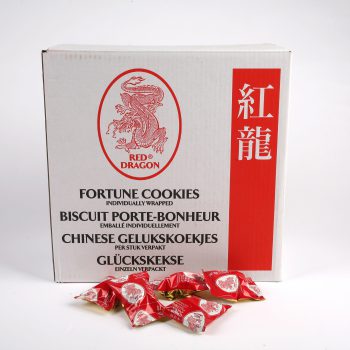 RED®
DRAGON
紅龍
FORTUNE COOKIES
INDIVIDUALLY WRAPPED
BISCUIT PORTE-BONHEUR
EMBALLÉ INDIVIDUELLEMENT
CHINESE GELUKSKOEKJES
PER STUK VERPAKT
GLÜCKSKEKSE
EINZELN VERPACKT